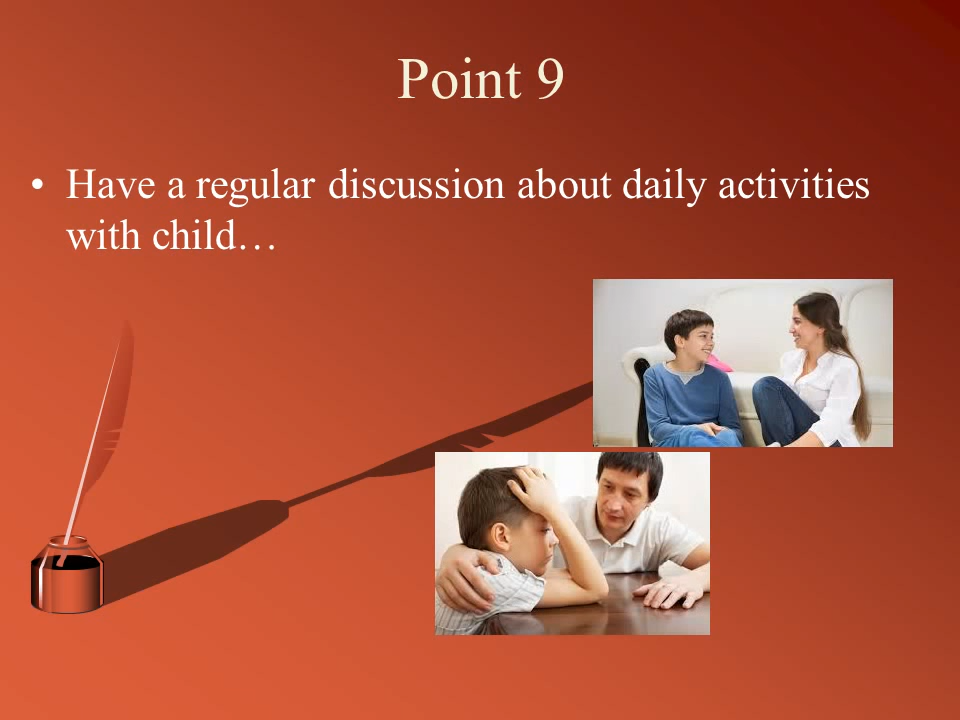 Point 9
• Have a regular discussion about daily activities
with child…